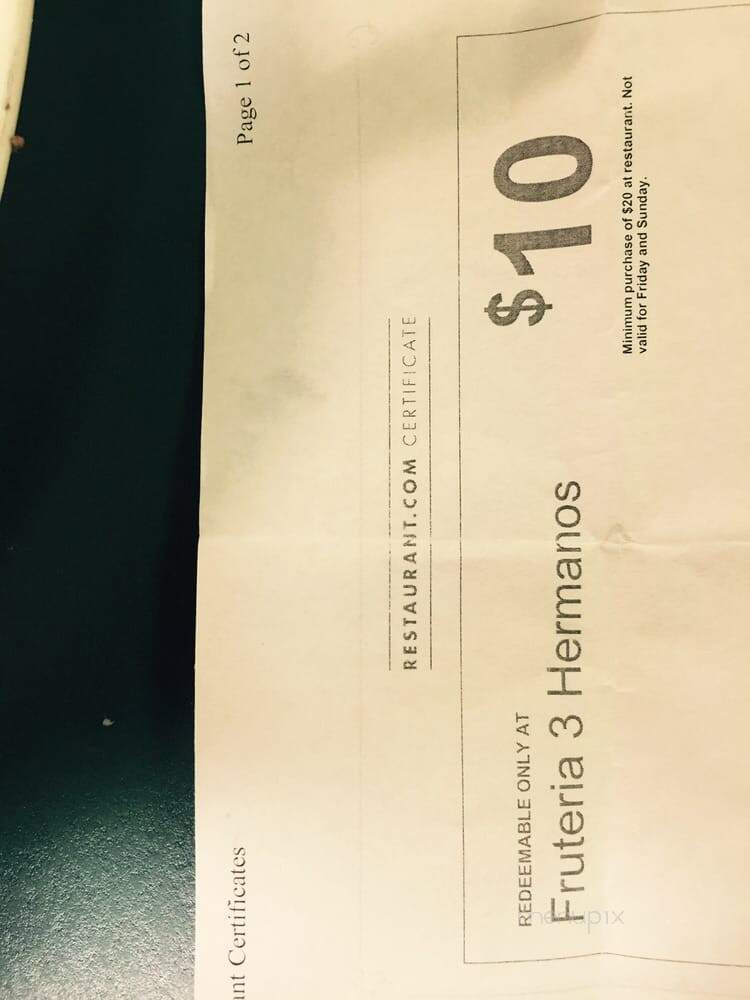 nt Certificates
Page 1 of 2
RESTAURANT.COM CERTIFICATE
REDEEMABLE ONLY AT
Fruteria 3 Hermanos
$10
Minimum purchase of $20 at restaurant. Not
valid for Friday and Sunday.
menupix